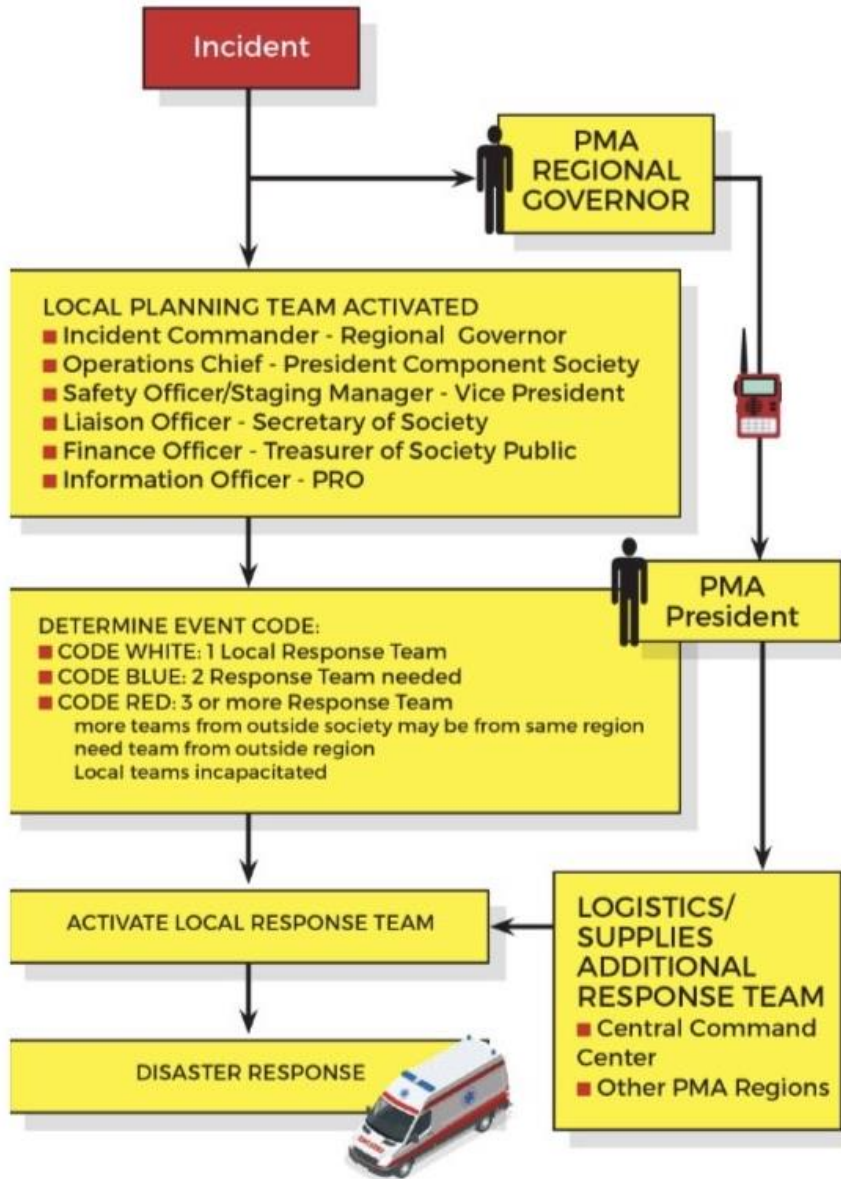 Incident
PMA
REGIONAL
GOVERNOR
LOCAL PLANNING TEAM ACTIVATED
■ Incident Commander - Regional Governor
■ Operations Chief - President Component Society
■ Safety Officer/Staging Manager - Vice President
■ Liaison Officer - Secretary of Society
■ Finance Officer - Treasurer of Society Public
■ Information Officer - PRO
PMA
President
DETERMINE EVENT CODE:
■ CODE WHITE: 1 Local Response Team
■ CODE BLUE: 2 Response Team needed
■ CODE RED: 3 or more Response Team
more teams from outside society may be from same region
need team from outside region
Local teams incapacitated
ACTIVATE LOCAL RESPONSE TEAM
LOGISTICS/
SUPPLIES
ADDITIONAL
RESPONSE TEAM
■ Central Command
Center
■ Other PMA Regions
DISASTER RESPONSE